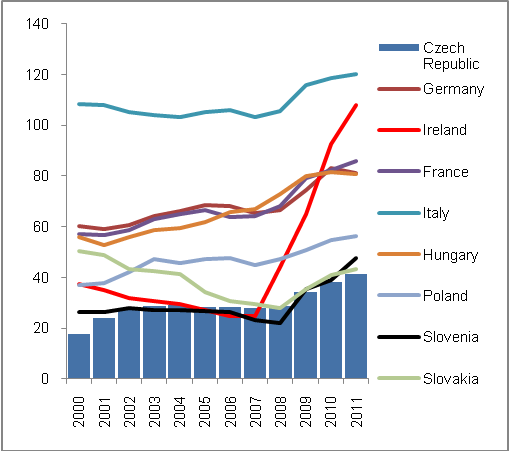 140
120
100
80
60
40
20
0
2000
2001
2002
2003
2004
2005
2006
2007
2008
2009
2010
2011
Czech
Republic
Germany
Ireland
France
Italy
Hungary
Poland
Slovenia
Slovakia